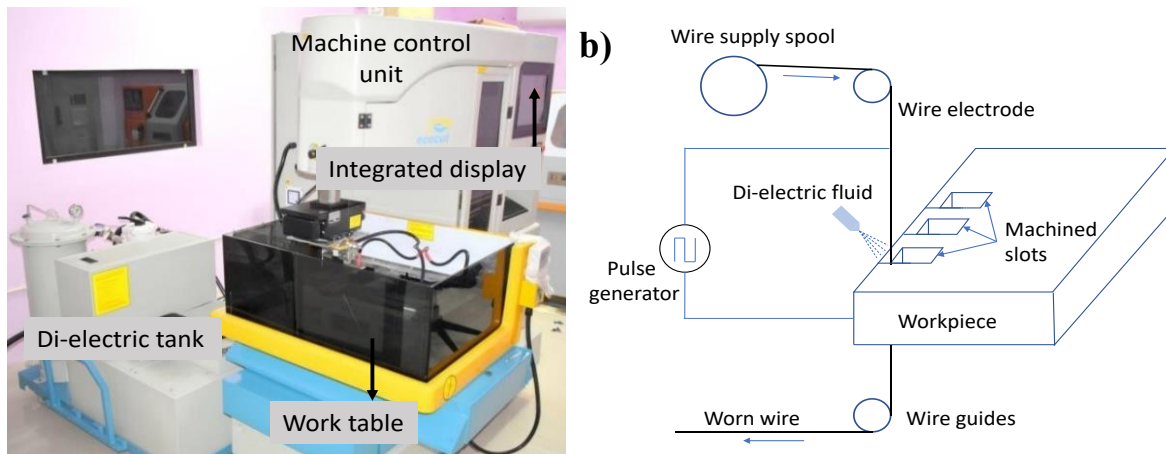 Machine control
unit
Integrated display
Di-electric tank
Work table
b)
Wire supply spool
Wire electrode
Di-electric fluid
Machined
slots
Pulse
generator
Workpiece
Worn wire
Wire guides